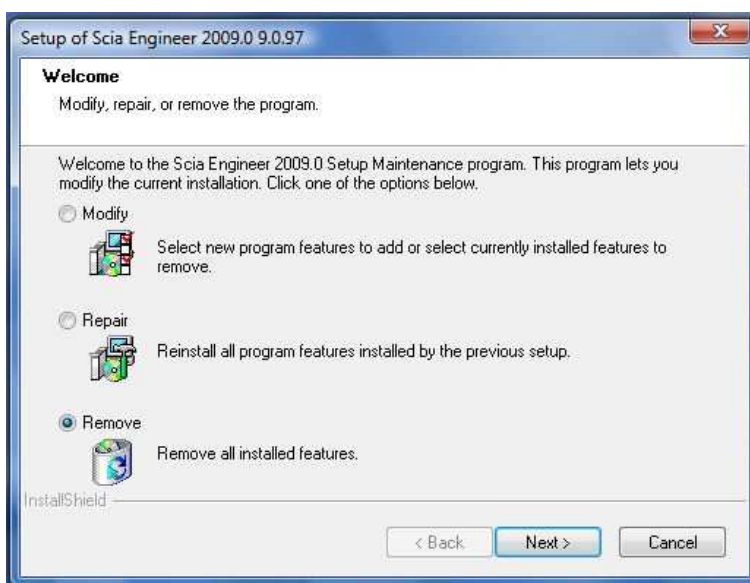 Setup of Scia Engineer 2009.0 9.0.97
Welcome
Modify, repair, or remove the program.
Welcome to the Scia Engineer 2009.0 Setup Maintenance program. This program lets you
modify the current installation. Click one of the options below.
Modify
Select new program features to add or select currently installed features to
remove.
Repair
Reinstall all program features installed by the previous setup.
Remove
Remove all installed features.
InstallShield
< Back Next > Cancel